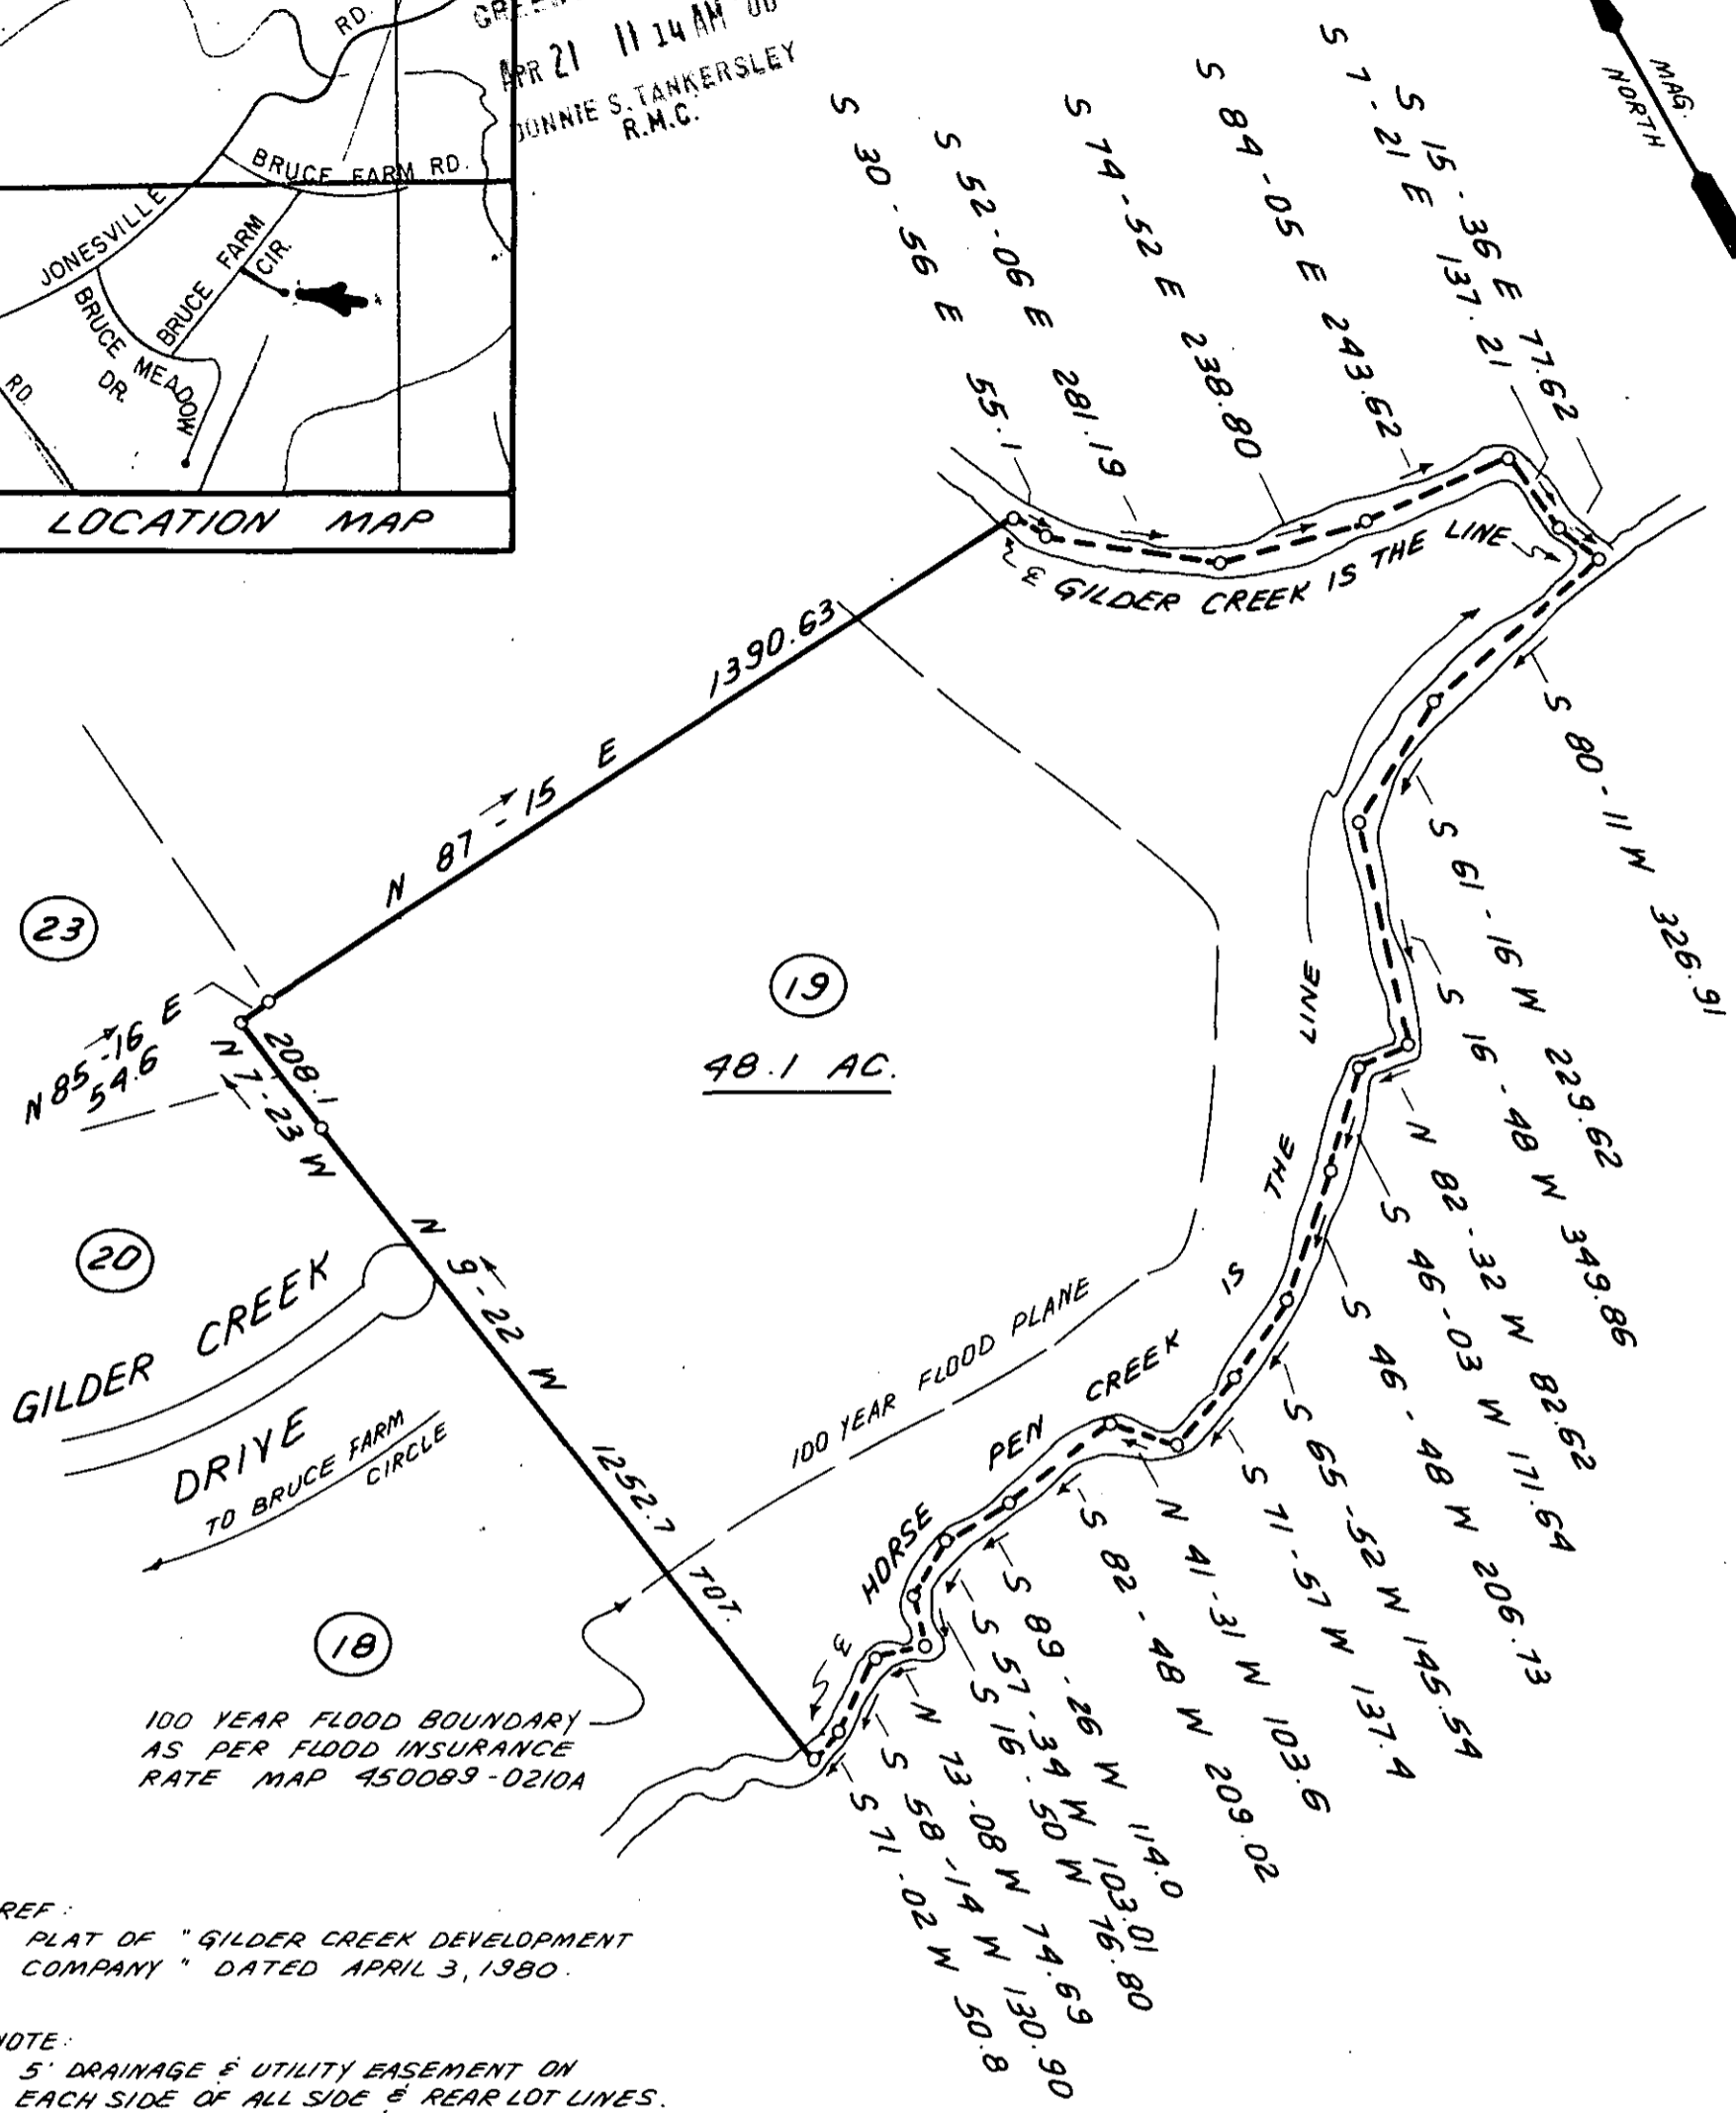 RD.
APR 21 11 14 AM
DONNIE S. TANKERSLEY
R.M.C.
BRUCE FARM RD.
JONESVILLE
BRUCE FARM
CIR.
BRUCE MEADOW
DR.
RD.
LOCATION MAP
MAG.
NORTH
S 30-56 E 55.1
S 52-06 E 281.19
S 74-52 E 238.80
S 84-05 E 243.62
S 7-21 E 137.21
S 15-36 E 77.62
℄ GILDER CREEK IS THE LINE
N 87-15 E 1390.63
S 80-11 W 326.91
S 61-16 W 229.62
S 16-48 W 349.86
N 82-32 W 82.62
S 46-03 W 171.64
S 46-48 W 206.73
S 65-52 W 145.54
S 71-57 W 137.4
N 41-31 W 103.6
S 82-48 W 209.02
S 89-26 W 114.0
S 57-34 W 103.01
S 16-50 W 76.80
N 73-08 W 74.69
S 58-14 W 130.90
S 71-02 W 50.8
23
19
48.1 AC.
N 85-16 E
54.6
208.1
N 7-23 W
20
N 9-22 W 1252.7 TOT.
GILDER CREEK
DRIVE
TO BRUCE FARM
CIRCLE
100 YEAR FLOOD PLANE
℄ HORSE PEN CREEK IS THE LINE
18
100 YEAR FLOOD BOUNDARY
AS PER FLOOD INSURANCE
RATE MAP 450089-0210A
REF:
PLAT OF "GILDER CREEK DEVELOPMENT
COMPANY" DATED APRIL 3, 1980.
NOTE:
5' DRAINAGE & UTILITY EASEMENT ON
EACH SIDE OF ALL SIDE & REAR LOT LINES.